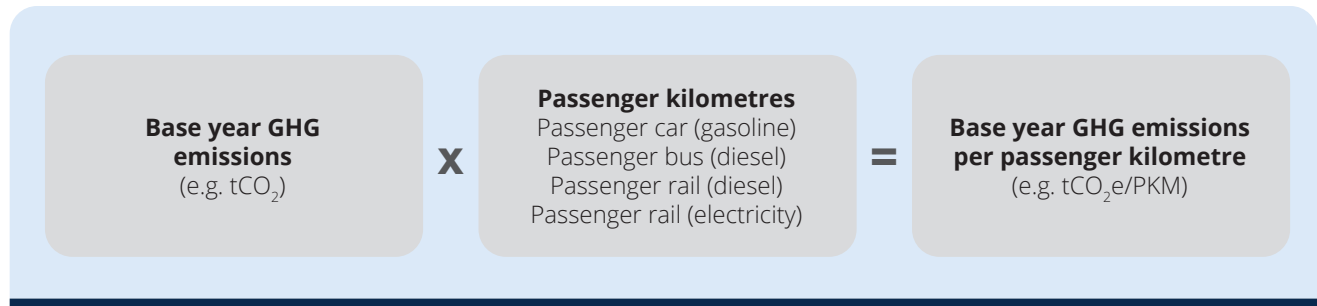 Base year GHG
emissions
(e.g. tCO₂)
x
Passenger kilometres
Passenger car (gasoline)
Passenger bus (diesel)
Passenger rail (diesel)
Passenger rail (electricity)
=
Base year GHG emissions
per passenger kilometre
(e.g. tCO₂e/PKM)